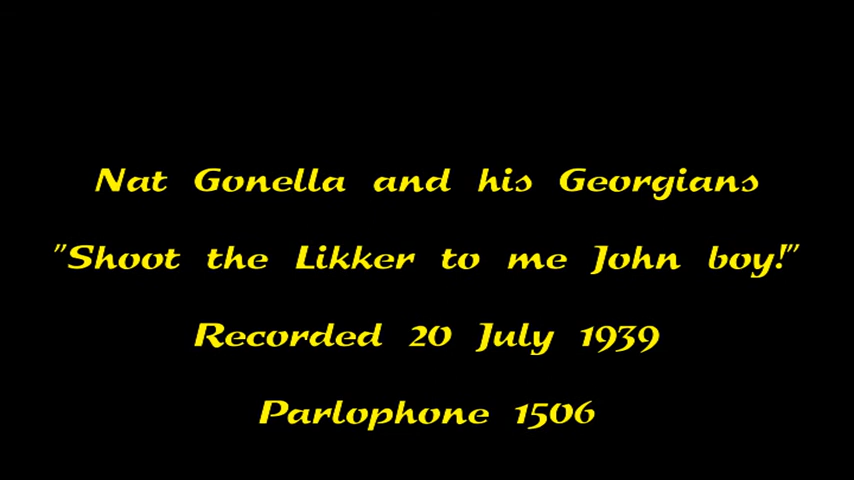 Nat Gonella and his Georgians
"Shoot the Likker to me John boy!"
Recorded 20 July 1939
Parlophone 1506